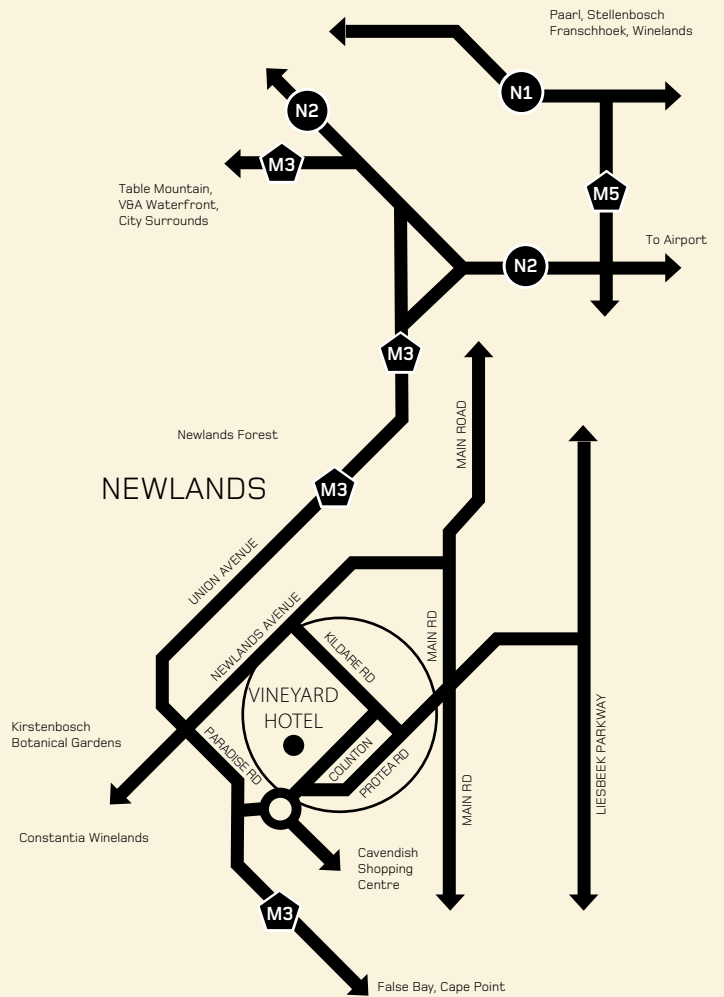 Paarl, Stellenbosch
Franschhoek, Winelands
N1
N2
M3
M5
Table Mountain,
V&A Waterfront,
City Surrounds
To Airport
N2
M3
MAIN ROAD
Newlands Forest
NEWLANDS
M3
UNION AVENUE
NEWLANDS AVENUE
KILDARE RD
MAIN RD
VINEYARD
HOTEL
Kirstenbosch
Botanical Gardens
PARADISE RD
COLINTON
PROTEA RD
MAIN RD
LIESBEEK PARKWAY
Constantia Winelands
Cavendish
Shopping
Centre
M3
False Bay, Cape Point